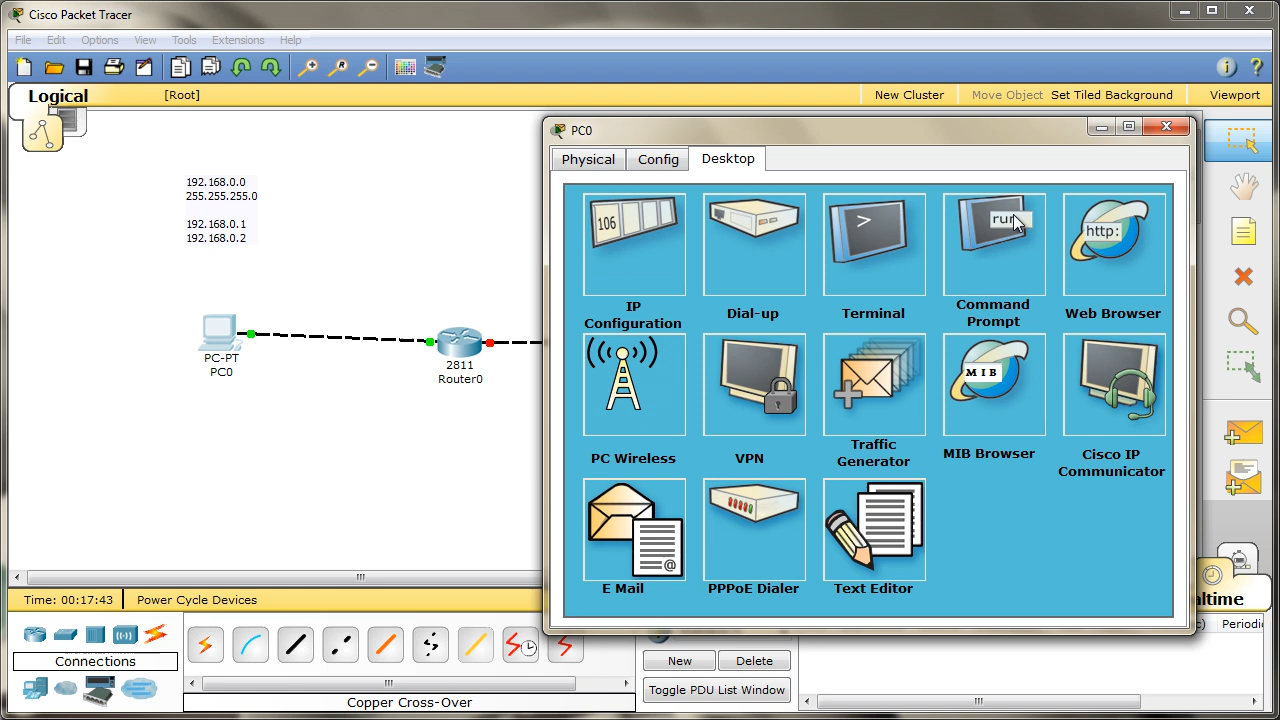 Cisco Packet Tracer
File Edit Options View Tools Extensions Help
Logical
[Root]
New Cluster
Move Object
Set Tiled Background
Viewport
192.168.0.0
255.255.255.0
192.168.0.1
192.168.0.2
PC-PT
PC0
2811
Router0
PC0
Physical
Config
Desktop
106
>
run
http:
IP
Configuration
Dial-up
Terminal
Command
Prompt
Web Browser
MIB
PC Wireless
VPN
Traffic
Generator
MIB Browser
Cisco IP
Communicator
@
E Mail
PPPoE Dialer
Text Editor
Time: 00:17:43
Power Cycle Devices
Connections
Copper Cross-Over
New
Delete
Toggle PDU List Window